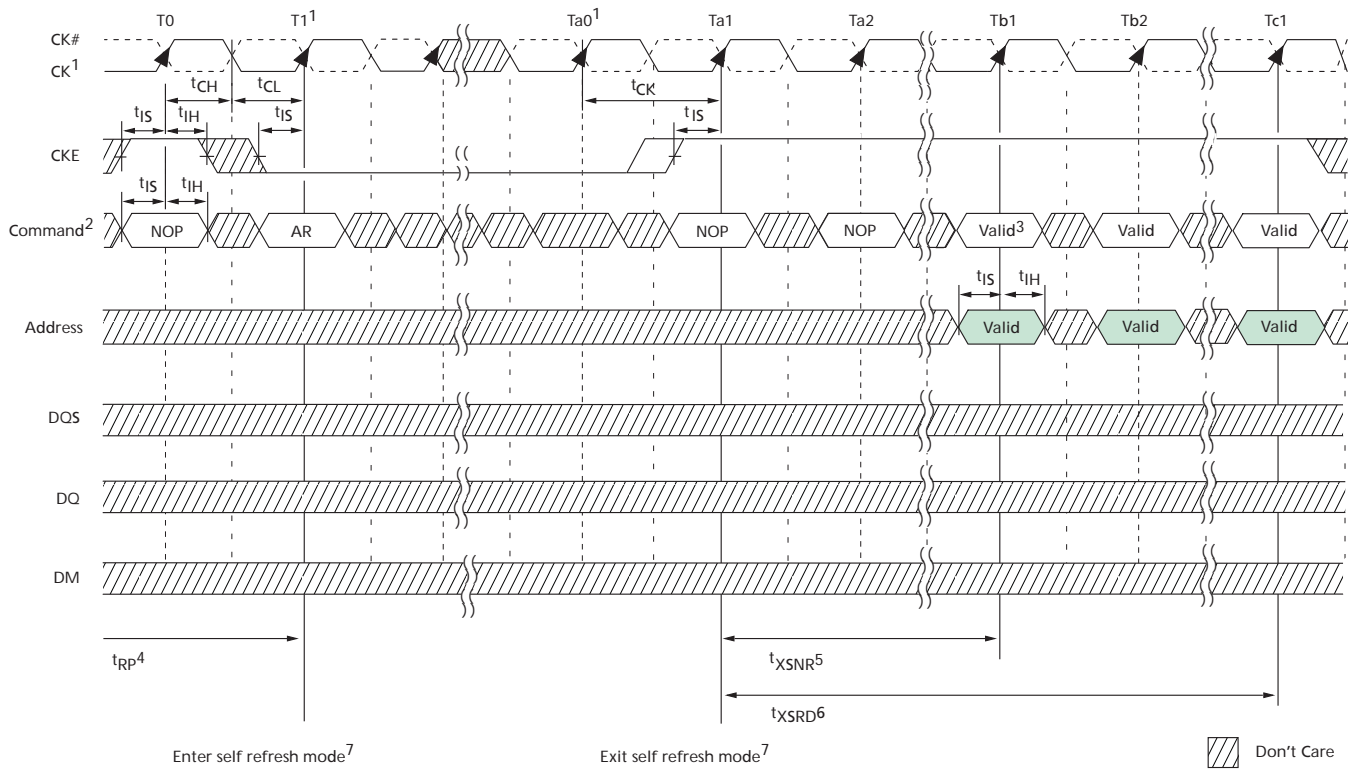 T0 T1¹ Ta0¹ Ta1 Ta2 Tb1 Tb2 Tc1
CK#
CK¹
tCH tCL tCK
tIS tIH tIS tIS
CKE
tIS tIH
Command² NOP AR NOP NOP Valid³ Valid Valid
tIS tIH
Address Valid Valid Valid
DQS
DQ
DM
tRP⁴ tXSNR⁵
tXSRD⁶
Enter self refresh mode⁷ Exit self refresh mode⁷ Don't Care